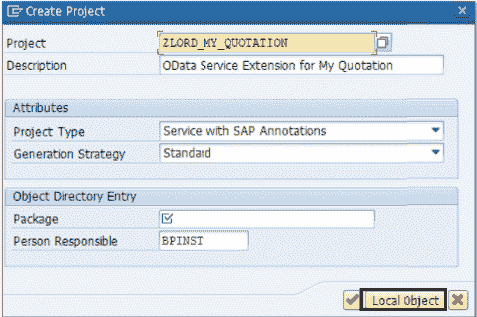 Create Project
Project ZLORD_MY_QUOTATION
Description OData Service Extension for My Quotation
Attributes
Project Type Service with SAP Annotations
Generation Strategy Standard
Object Directory Entry
Package
Person Responsible BPINST
Local Object